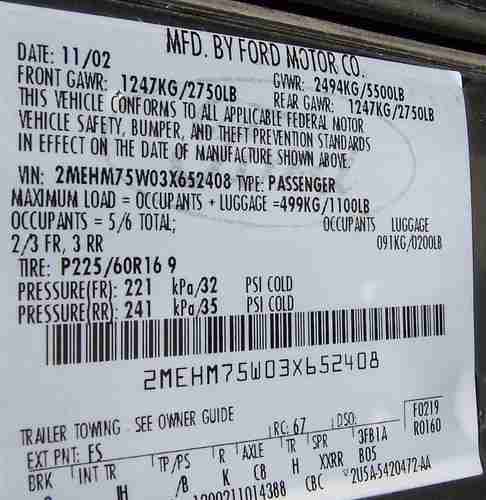 MFD. BY FORD MOTOR CO.
DATE: 11/02 GVWR: 2494KG/5500LB
FRONT GAWR: 1247KG/2750LB REAR GAWR: 1247KG/2750LB
THIS VEHICLE CONFORMS TO ALL APPLICABLE FEDERAL MOTOR
VEHICLE SAFETY, BUMPER, AND THEFT PREVENTION STANDARDS
IN EFFECT ON THE DATE OF MANUFACTURE SHOWN ABOVE.
VIN: 2MEHM75W03X652408 TYPE: PASSENGER
MAXIMUM LOAD = OCCUPANTS + LUGGAGE =499KG/1100LB
OCCUPANTS = 5/6 TOTAL; OCCUPANTS LUGGAGE
2/3 FR, 3 RR 091KG/0200LB
TIRE: P225/60R16 9
PRESSURE(FR): 221 kPa/32 PSI COLD
PRESSURE(RR): 241 kPa/35 PSI COLD
2MEHM75W03X652408
TRAILER TOWING - SEE OWNER GUIDE
EXT PNT: FS RC: 67 DSO: F0219
BRK INT TR TP/PS R AXLE TR SPR 3FB1A R0160
H /B K C8 H XXRR B05
CBC 2U5A-5420472-AA